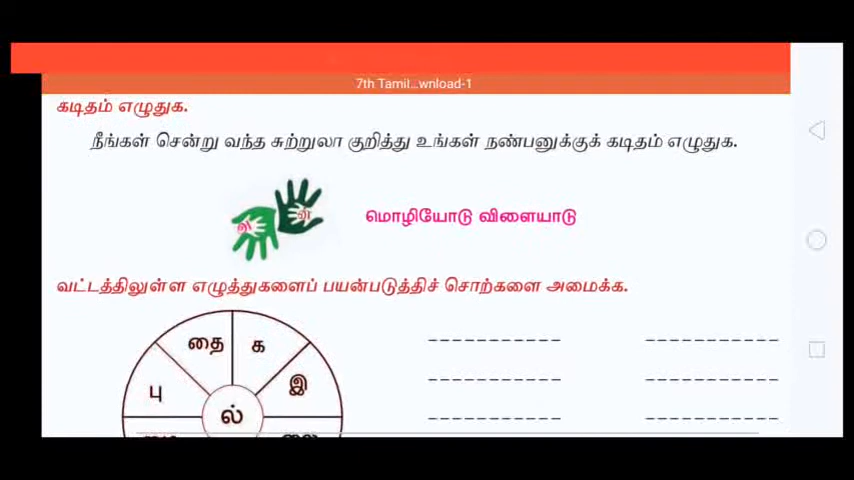 7th Tamil...wnload-1
கடிதம் எழுதுக.
நீங்கள் சென்று வந்த சுற்றுலா குறித்து உங்கள் நண்பனுக்குக் கடிதம் எழுதுக.
மொழியோடு விளையாடு
வட்டத்திலுள்ள எழுத்துகளைப் பயன்படுத்திச் சொற்களை அமைக்க.
தை க
பு இ
ல்